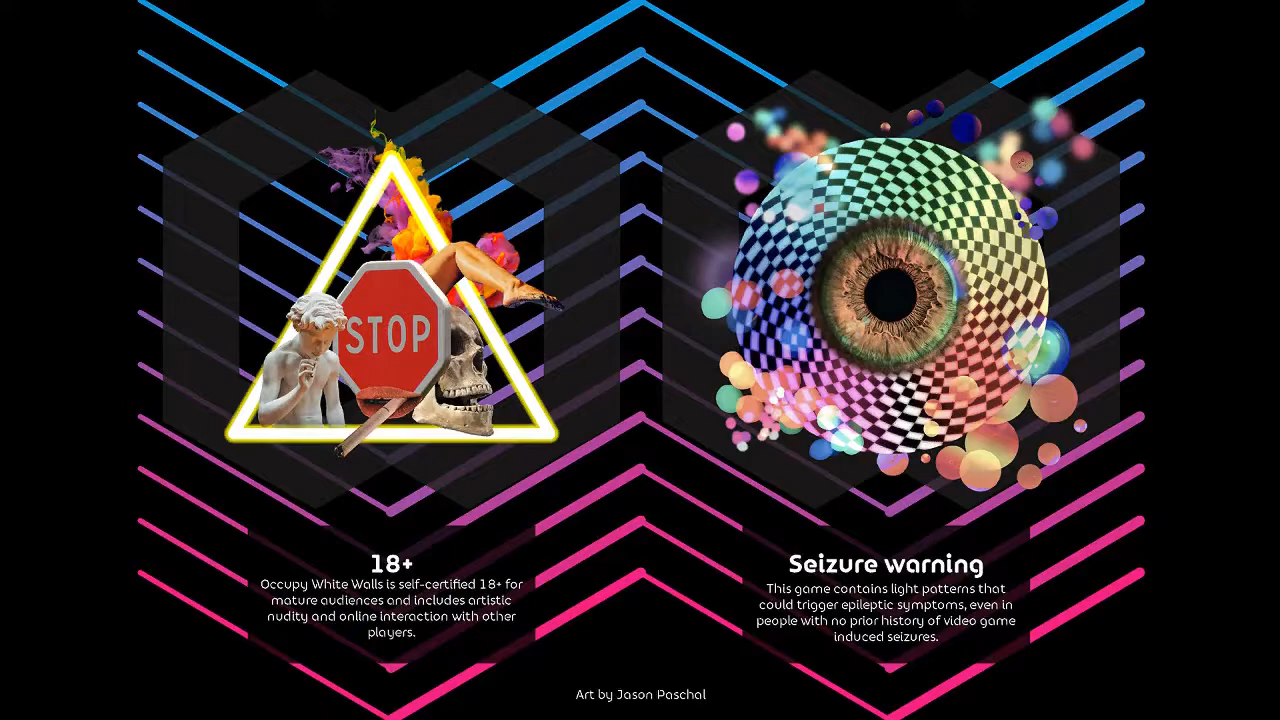 STOP
18+
Occupy White Walls is self-certified 18+ for
mature audiences and includes artistic
nudity and online interaction with other
players.
Seizure warning
This game contains light patterns that
could trigger epileptic symptoms, even in
people with no prior history of video game
induced seizures.
Art by Jason Paschal